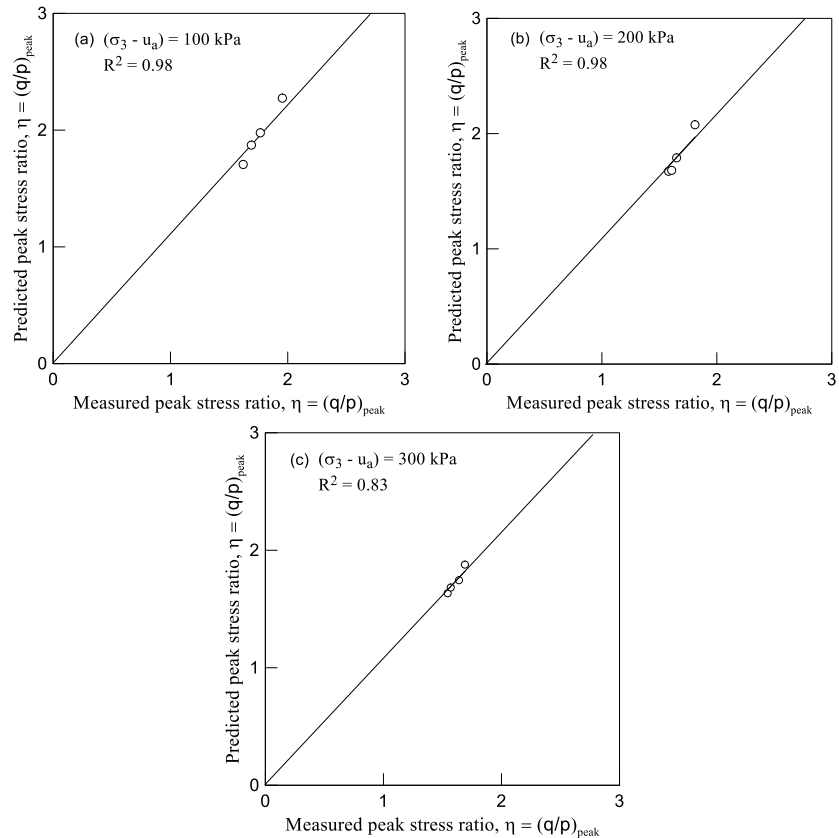 (a) (σ3 - ua) = 100 kPa
R2 = 0.98
Predicted peak stress ratio, η = (q/p)peak
3
2
1
0
0 1 2 3
Measured peak stress ratio, η = (q/p)peak
(b) (σ3 - ua) = 200 kPa
R2 = 0.98
Predicted peak stress ratio, η = (q/p)peak
3
2
1
0
0 1 2 3
Measured peak stress ratio, η = (q/p)peak
(c) (σ3 - ua) = 300 kPa
R2 = 0.83
Predicted peak stress ratio, η = (q/p)peak
3
2
1
0
0 1 2 3
Measured peak stress ratio, η = (q/p)peak